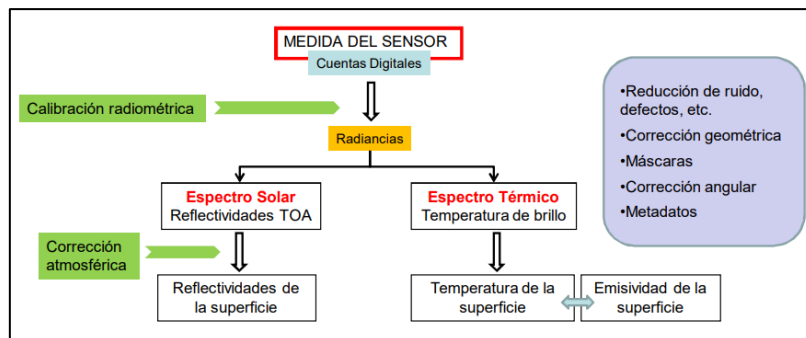 MEDIDA DEL SENSOR
Cuentas Digitales
Calibración radiométrica
Radiancias
Espectro Solar
Reflectividades TOA
Espectro Térmico
Temperatura de brillo
Corrección
atmosférica
Reflectividades de
la superficie
Temperatura de la
superficie
Emisividad de la
superficie
•Reducción de ruido,
defectos, etc.
•Corrección geométrica
•Máscaras
•Corrección angular
•Metadatos